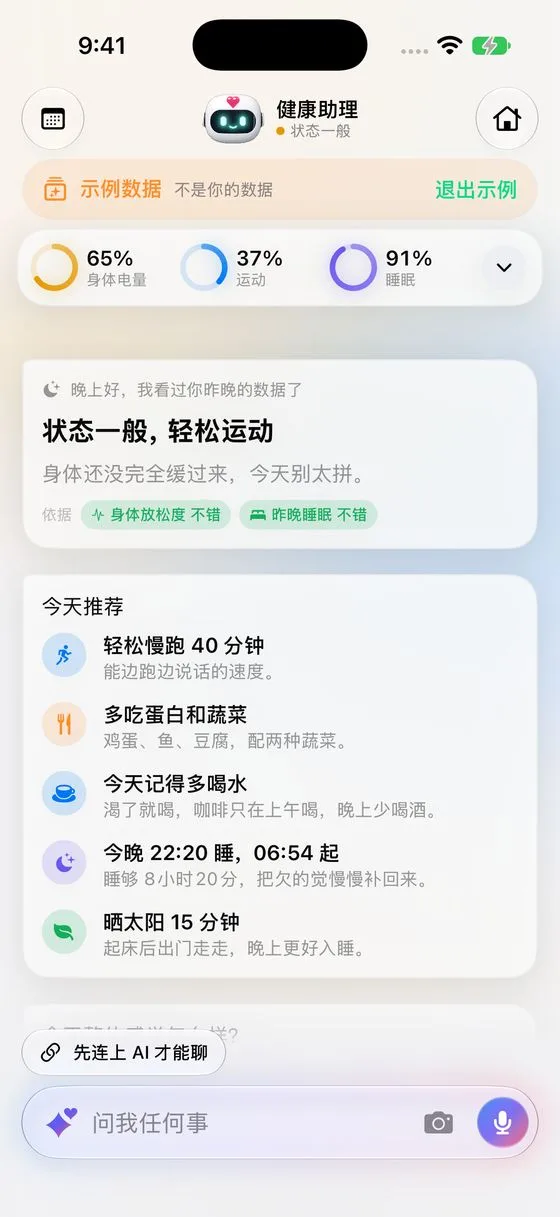 9:41
健康助理
状态一般
示例数据 不是你的数据 退出示例
65% 37% 91%
身体电量 运动 睡眠
晚上好，我看过你昨晚的数据了
状态一般，轻松运动
身体还没完全缓过来，今天别太拼。
依据 身体放松度 不错 昨晚睡眠 不错
今天推荐
轻松慢跑 40 分钟
能边跑边说话的速度。
多吃蛋白和蔬菜
鸡蛋、鱼、豆腐，配两种蔬菜。
今天记得多喝水
渴了就喝，咖啡只在上午喝，晚上少喝酒。
今晚 22:20 睡，06:54 起
睡够 8小时20分，把欠的觉慢慢补回来。
晒太阳 15 分钟
起床后出门走走，晚上更好入睡。
先连上 AI 才能聊
问我任何事